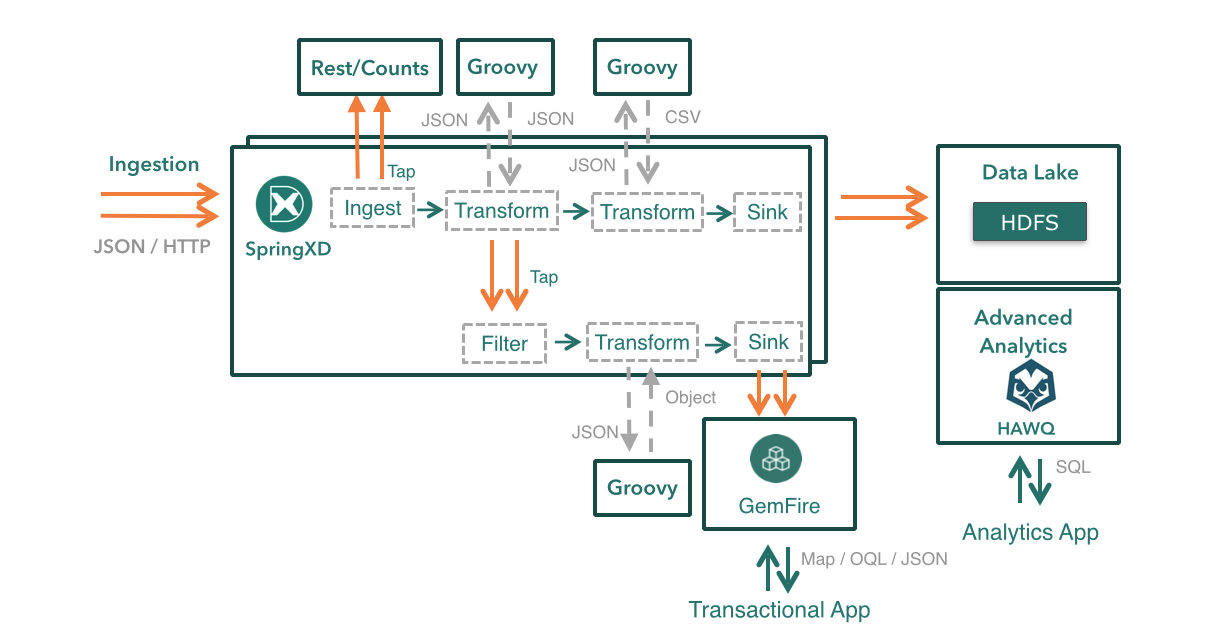 Rest/Counts
Groovy
Groovy
JSON
JSON
CSV
Ingestion
JSON / HTTP
SpringXD
Tap
JSON
Ingest
Transform
Transform
Sink
Tap
Filter
Transform
Sink
JSON
Object
Groovy
GemFire
Map / OQL / JSON
Transactional App
Data Lake
HDFS
Advanced
Analytics
HAWQ
SQL
Analytics App